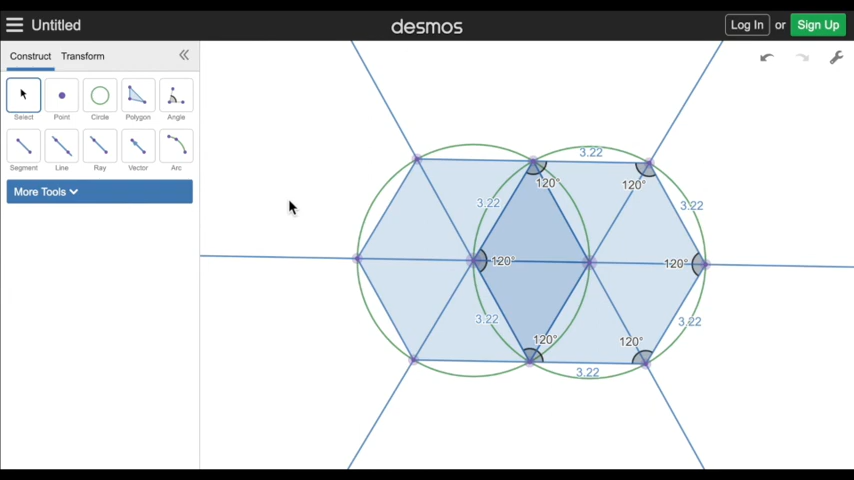 Untitled
desmos
Log In or Sign Up
Construct Transform
Select Point Circle Polygon Angle
Segment Line Ray Vector Arc
More Tools
3.22
120° 120°
3.22 3.22
120° 120°
3.22 3.22
120° 120°
3.22